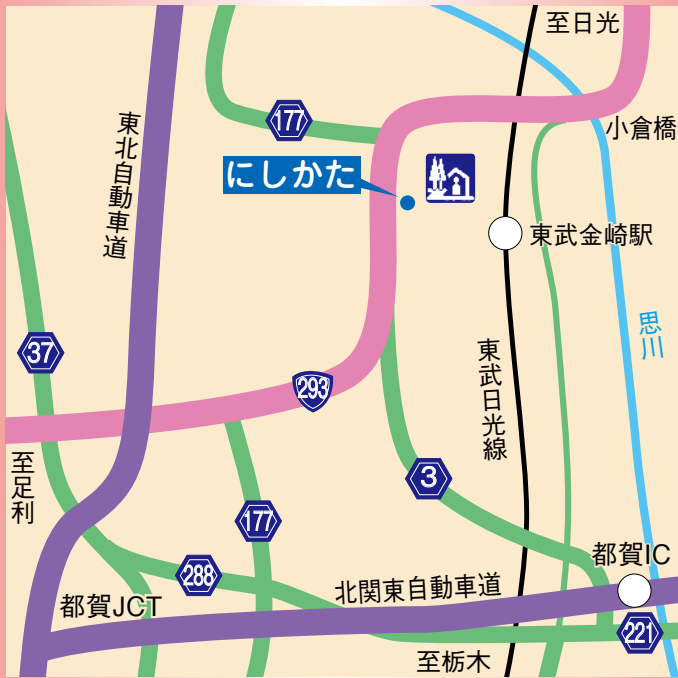 至日光
177
小倉橋
東北自動車道
にしかた
東武金崎駅
思川
37
東武日光線
293
至足利
3
177
都賀IC
288
北関東自動車道
都賀JCT
221
至栃木